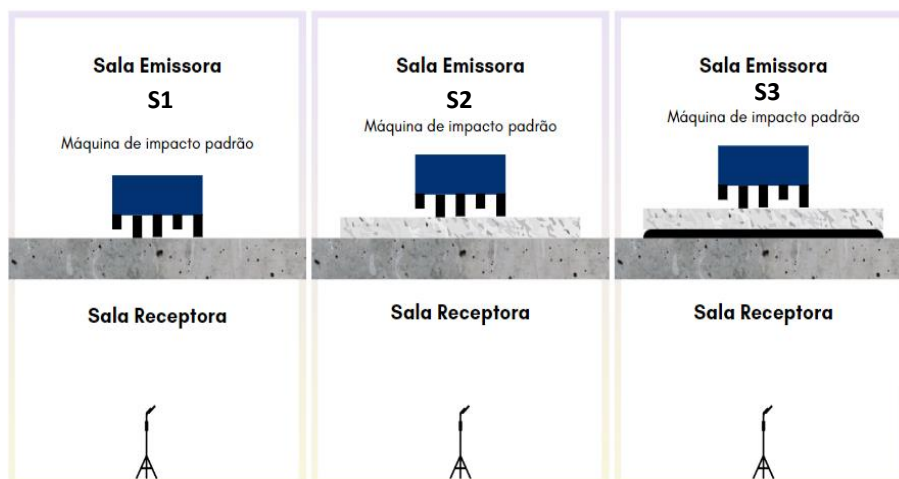 Sala Emissora
S1
Máquina de impacto padrão
Sala Receptora
Sala Emissora
S2
Máquina de impacto padrão
Sala Receptora
Sala Emissora
S3
Máquina de impacto padrão
Sala Receptora